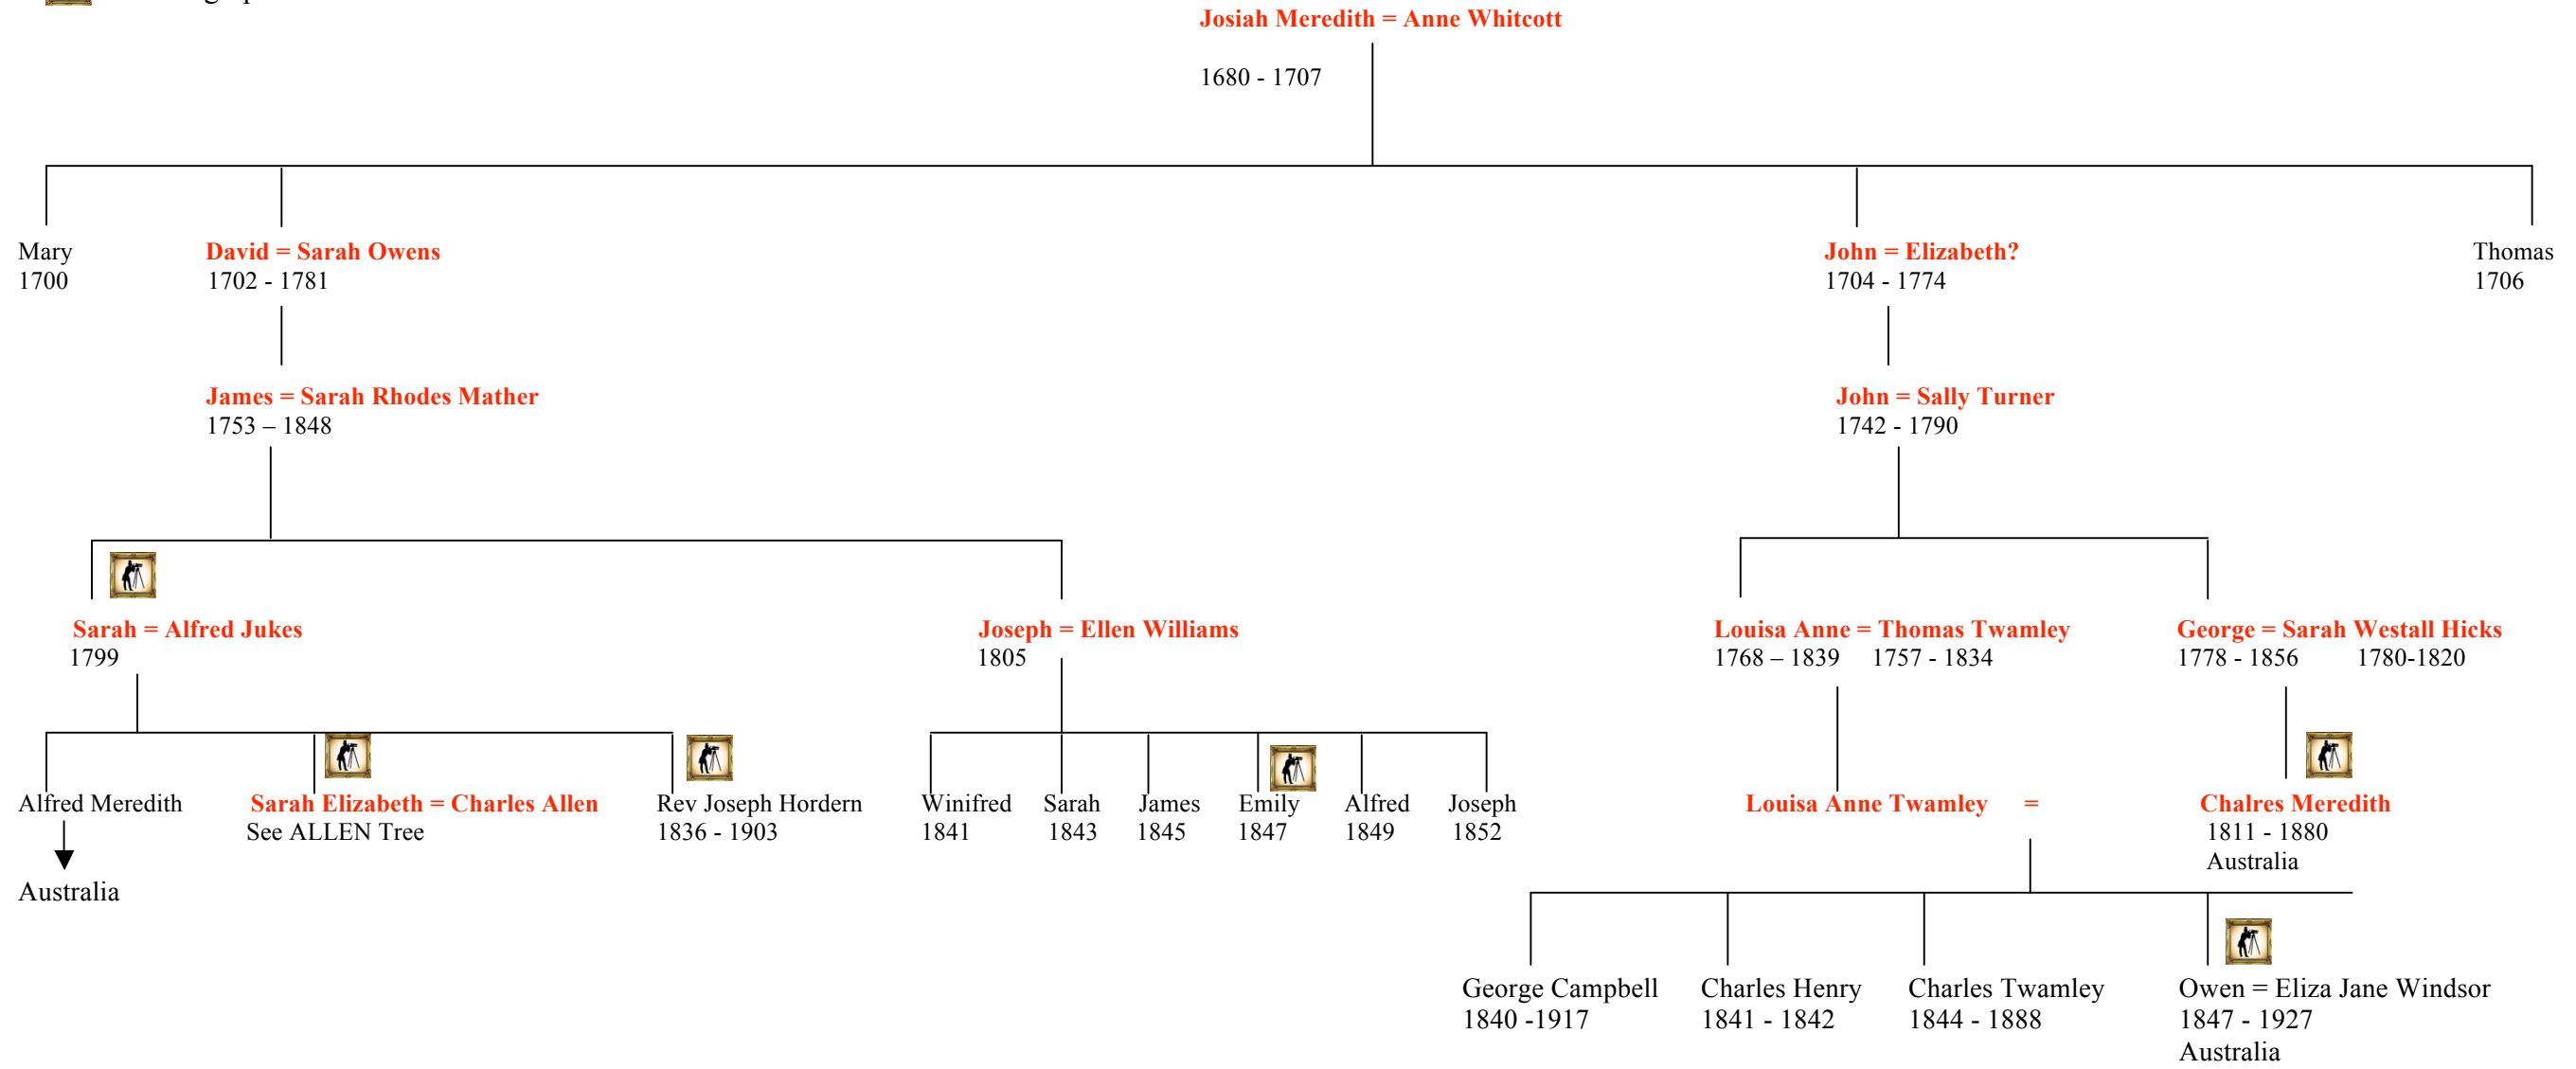 Josiah Meredith = Anne Whitcott
1680 - 1707
Mary
1700
David = Sarah Owens
1702 - 1781
John = Elizabeth?
1704 - 1774
Thomas
1706
James = Sarah Rhodes Mather
1753 – 1848
John = Sally Turner
1742 - 1790
Sarah = Alfred Jukes
1799
Joseph = Ellen Williams
1805
Louisa Anne = Thomas Twamley
1768 – 1839 1757 - 1834
George = Sarah Westall Hicks
1778 - 1856 1780-1820
Alfred Meredith
Australia
Sarah Elizabeth = Charles Allen
See ALLEN Tree
Rev Joseph Hordern
1836 - 1903
Winifred
1841
Sarah
1843
James
1845
Emily
1847
Alfred
1849
Joseph
1852
Louisa Anne Twamley = Chalres Meredith
1811 - 1880
Australia
George Campbell
1840 -1917
Charles Henry
1841 - 1842
Charles Twamley
1844 - 1888
Owen = Eliza Jane Windsor
1847 - 1927
Australia